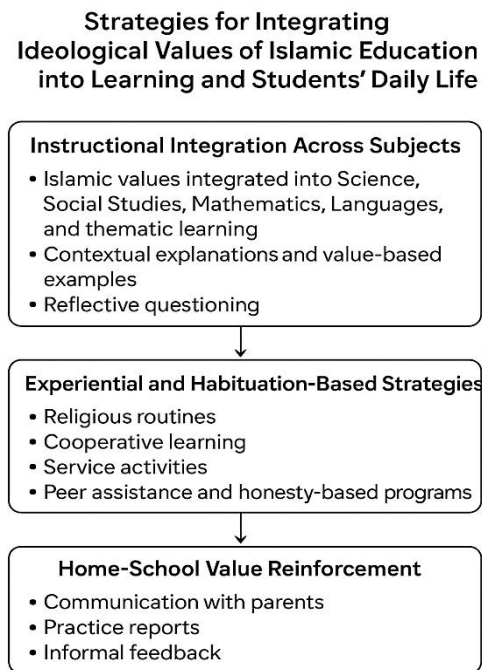 Strategies for Integrating
Ideological Values of Islamic Education
into Learning and Students' Daily Life
Instructional Integration Across Subjects
• Islamic values integrated into Science,
Social Studies, Mathematics, Languages,
and thematic learning
• Contextual explanations and value-based
examples
• Reflective questioning
Experiential and Habituation-Based Strategies
• Religious routines
• Cooperative learning
• Service activities
• Peer assistance and honesty-based programs
Home-School Value Reinforcement
• Communication with parents
• Practice reports
• Informal feedback